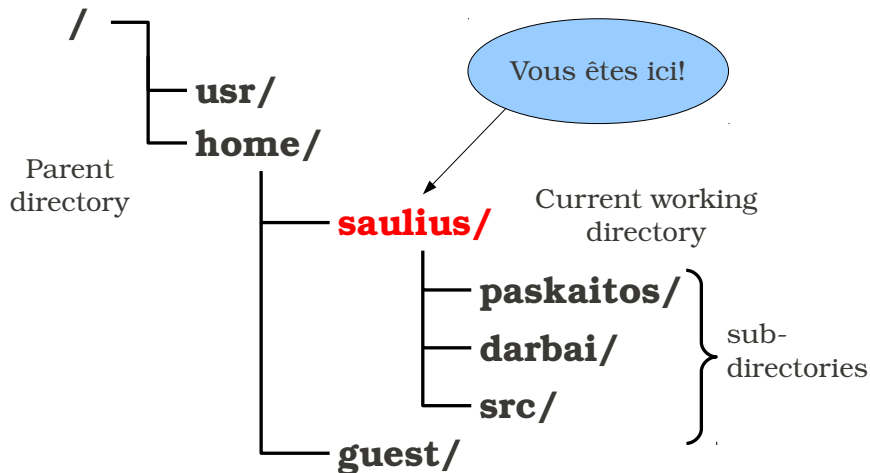 /
usr/
Vous êtes ici!
home/
Parent
directory
saulius/
Current working
directory
paskaitos/
darbai/
sub-
directories
src/
guest/